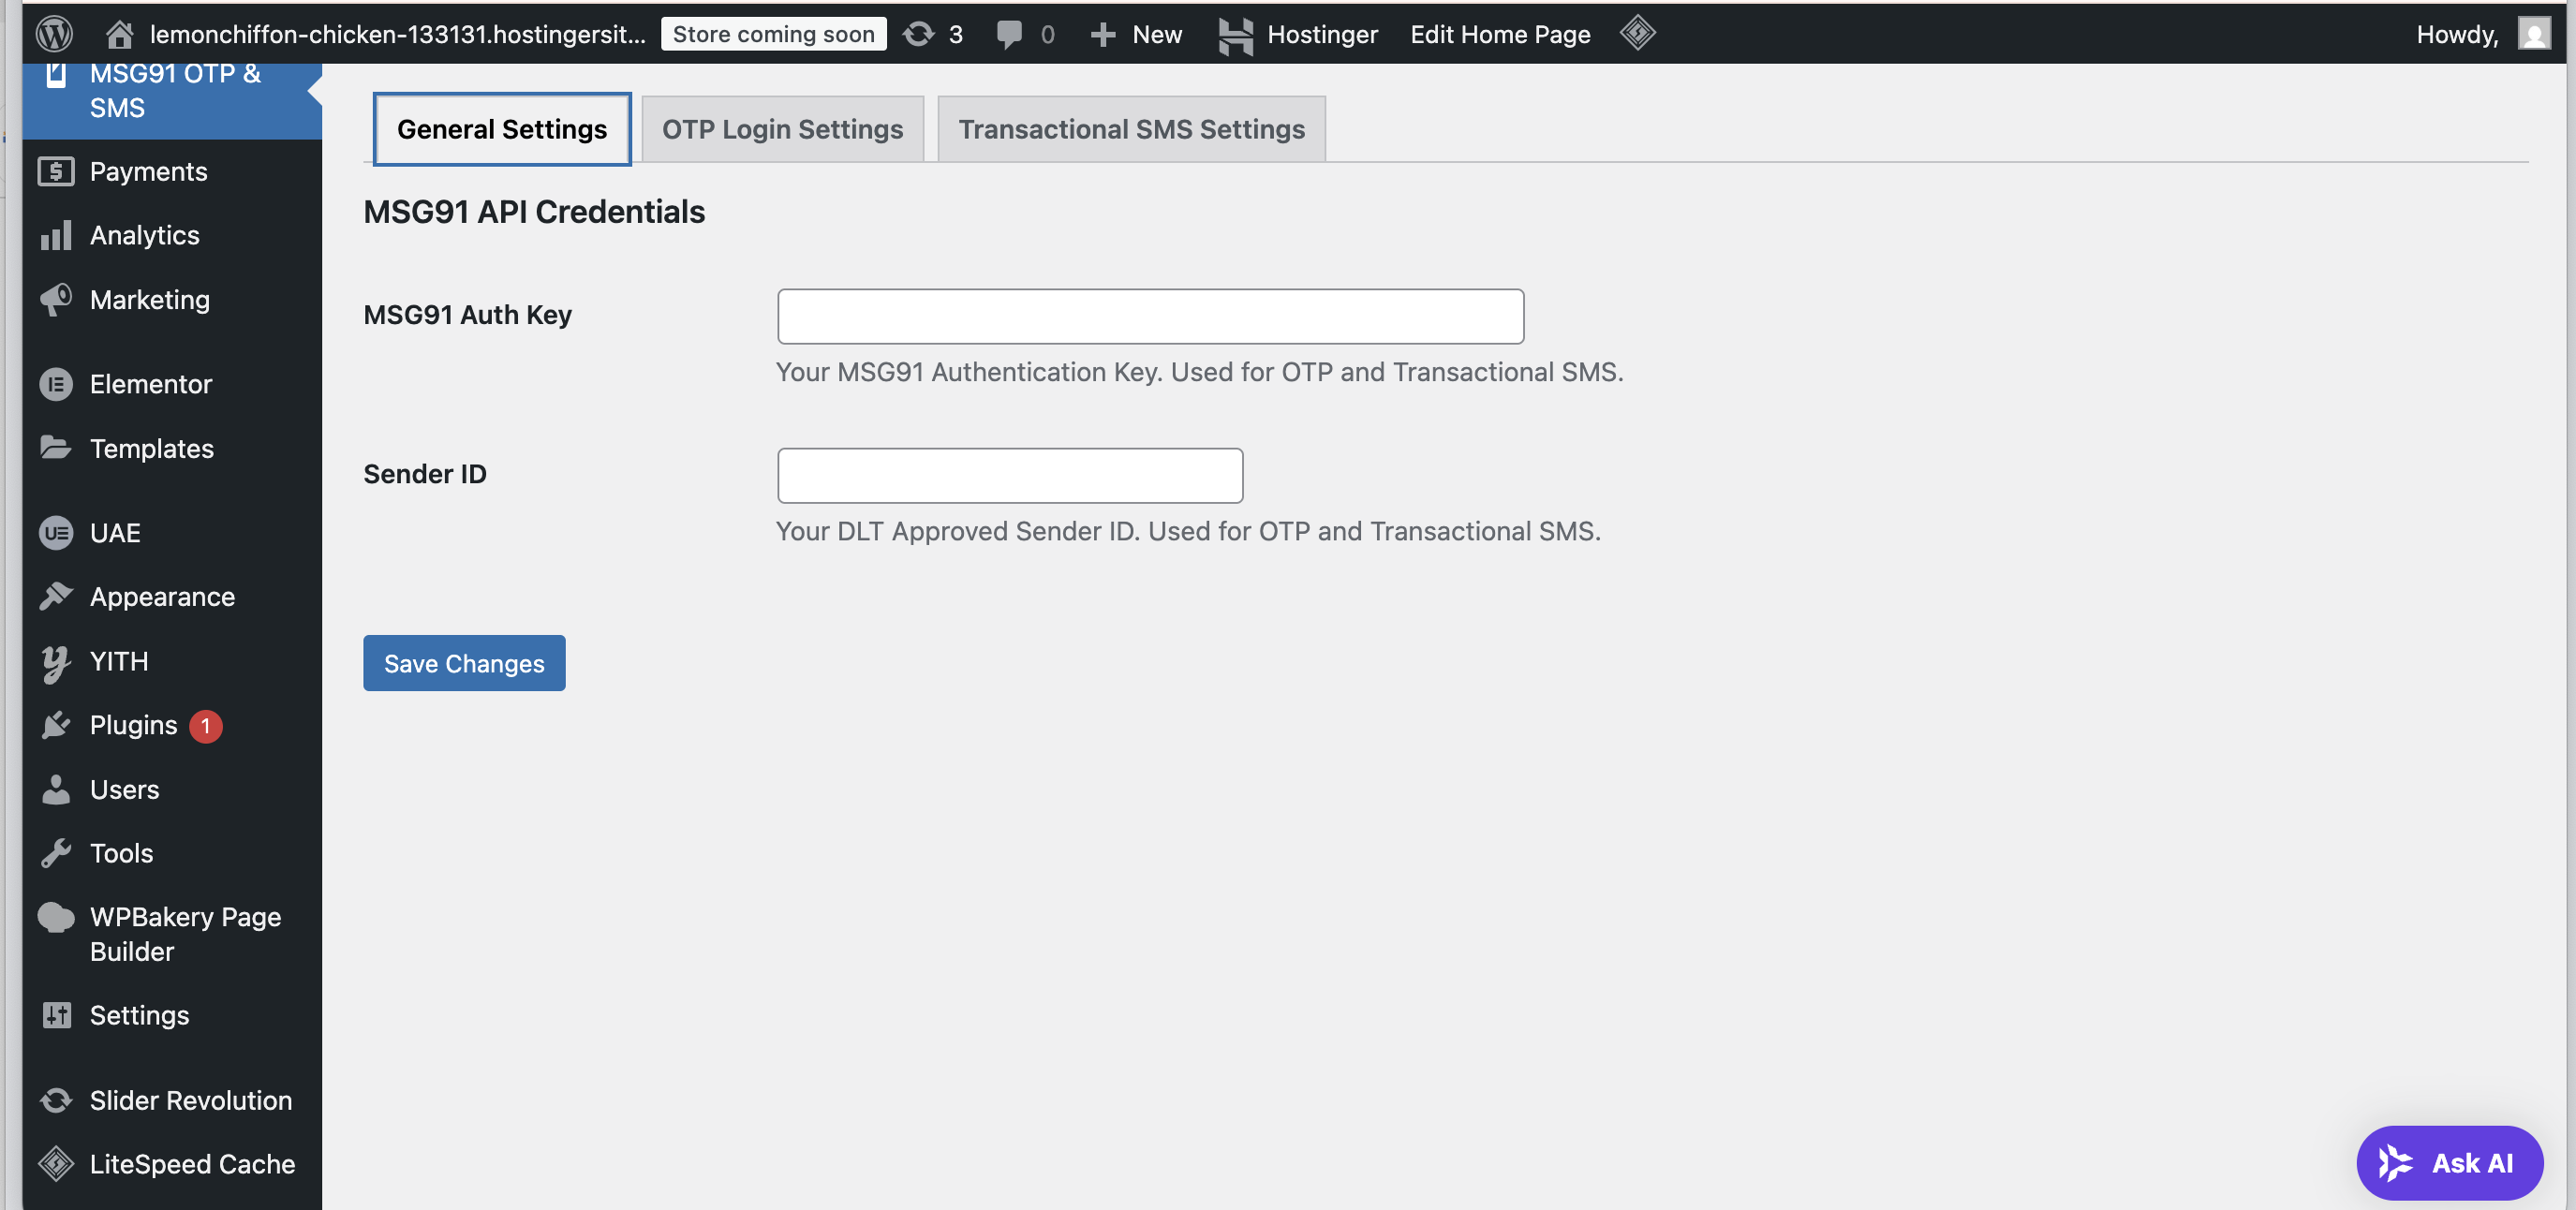 lemonchiffon-chicken-133131.hostingersit... Store coming soon 3 0 New Hostinger Edit Home Page Howdy,
MSG91 OTP &
SMS
Payments
Analytics
Marketing
Elementor
Templates
UAE
Appearance
YITH
Plugins 1
Users
Tools
WPBakery Page
Builder
Settings
Slider Revolution
LiteSpeed Cache
General Settings OTP Login Settings Transactional SMS Settings
MSG91 API Credentials
MSG91 Auth Key
Your MSG91 Authentication Key. Used for OTP and Transactional SMS.
Sender ID
Your DLT Approved Sender ID. Used for OTP and Transactional SMS.
Save Changes
Ask AI